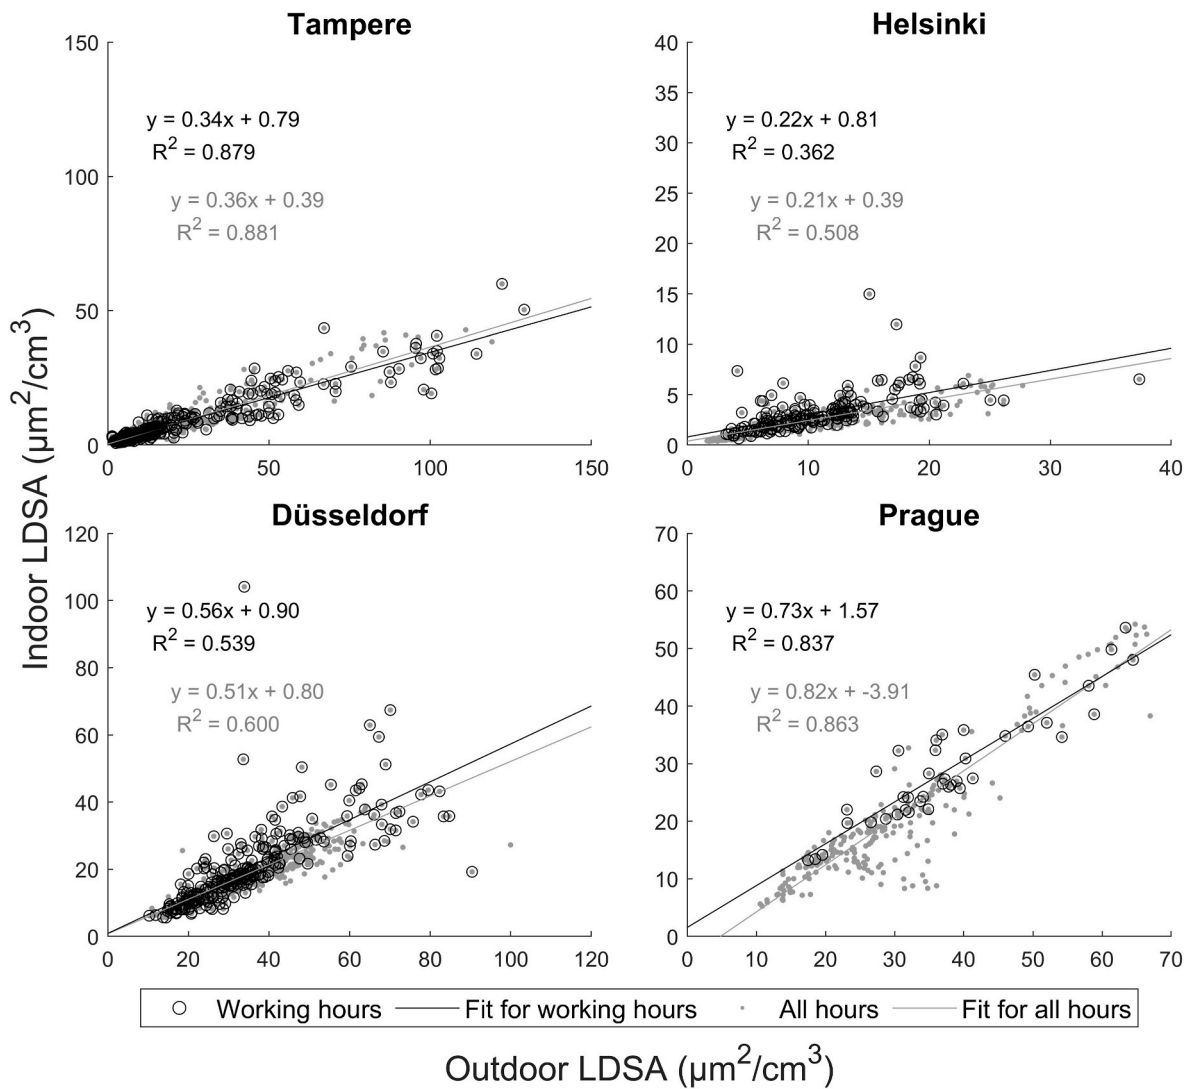 Tampere
150
100
50
0
0 50 100 150
y = 0.34x + 0.79
R² = 0.879
y = 0.36x + 0.39
R² = 0.881
Helsinki
40
35
30
25
20
15
10
5
0
0 10 20 30 40
y = 0.22x + 0.81
R² = 0.362
y = 0.21x + 0.39
R² = 0.508
Indoor LDSA (μm²/cm³)
Düsseldorf
120
100
80
60
40
20
0
0 20 40 60 80 100 120
y = 0.56x + 0.90
R² = 0.539
y = 0.51x + 0.80
R² = 0.600
Prague
70
60
50
40
30
20
10
0
0 10 20 30 40 50 60 70
y = 0.73x + 1.57
R² = 0.837
y = 0.82x + -3.91
R² = 0.863
Working hours Fit for working hours All hours Fit for all hours
Outdoor LDSA (μm²/cm³)